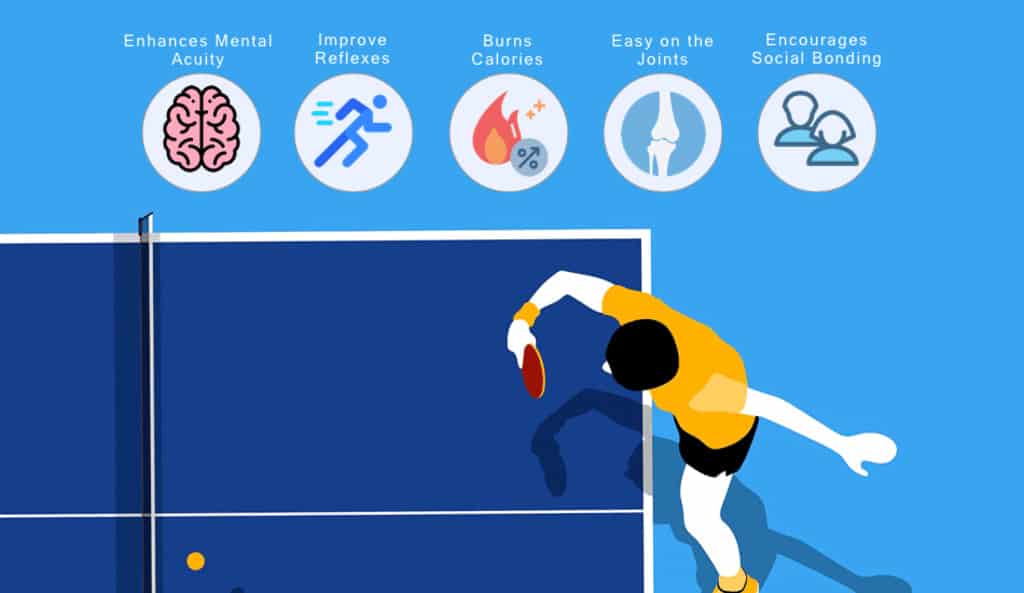 Enhances Mental
Acuity
Improve
Reflexes
Burns
Calories
Easy on the
Joints
Encourages
Social Bonding